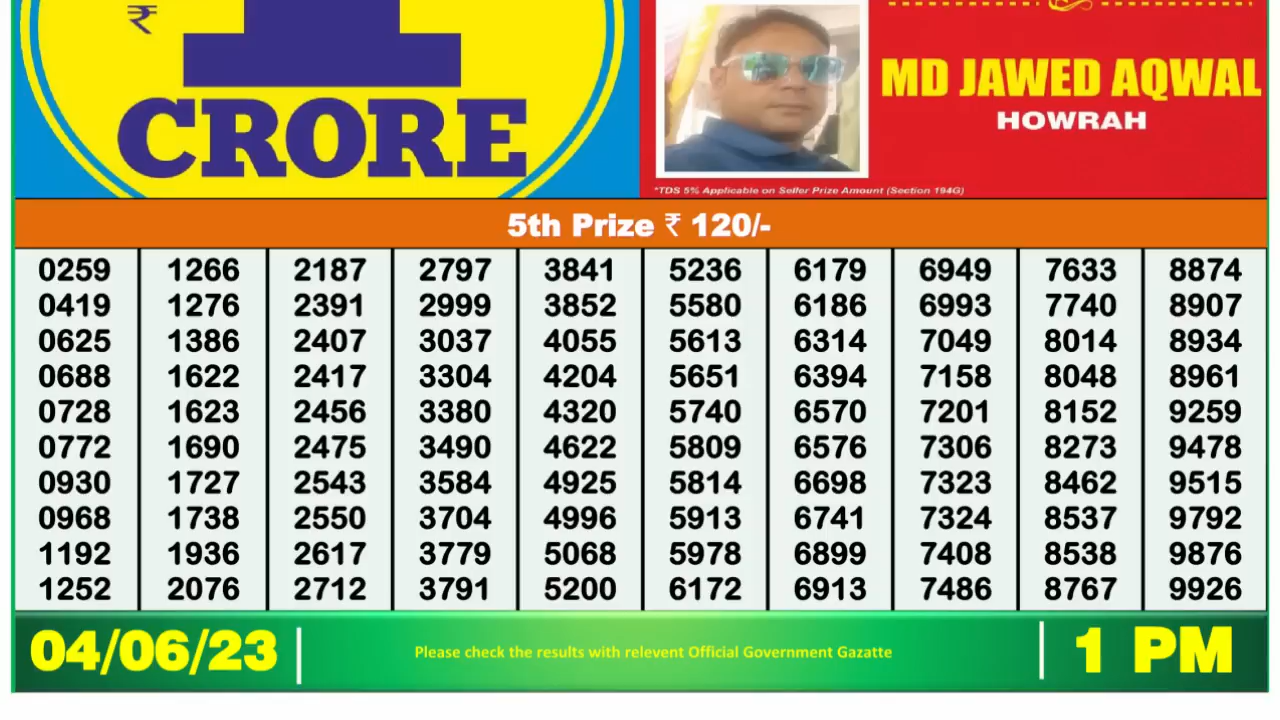 ₹
1
CRORE
MD JAWED AQWAL
HOWRAH
*TDS 5% Applicable on Seller Prize Amount (Section 194G)
5th Prize ₹ 120/-
0259 1266 2187 2797 3841 5236 6179 6949 7633 8874
0419 1276 2391 2999 3852 5580 6186 6993 7740 8907
0625 1386 2407 3037 4055 5613 6314 7049 8014 8934
0688 1622 2417 3304 4204 5651 6394 7158 8048 8961
0728 1623 2456 3380 4320 5740 6570 7201 8152 9259
0772 1690 2475 3490 4622 5809 6576 7306 8273 9478
0930 1727 2543 3584 4925 5814 6698 7323 8462 9515
0968 1738 2550 3704 4996 5913 6741 7324 8537 9792
1192 1936 2617 3779 5068 5978 6899 7408 8538 9876
1252 2076 2712 3791 5200 6172 6913 7486 8767 9926
04/06/23
Please check the results with relevent Official Government Gazatte
1 PM